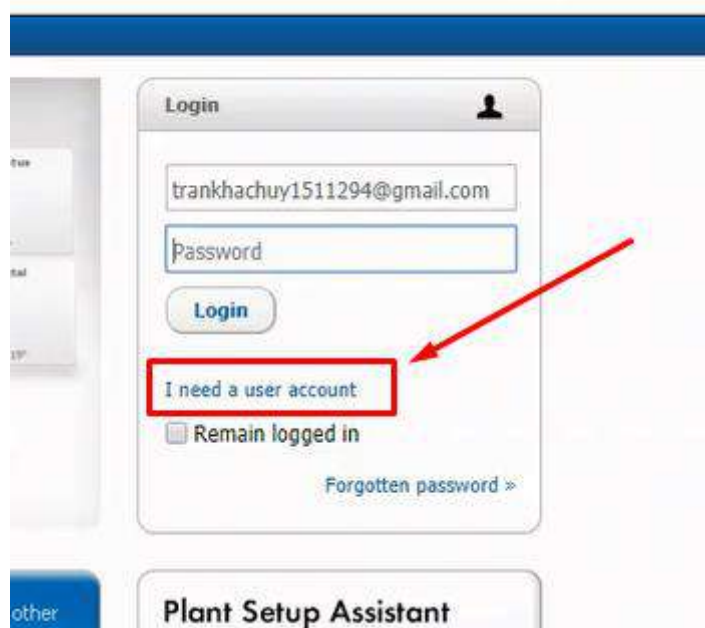 Login
trankhachuy1511294@gmail.com
Password
Login
I need a user account
Remain logged in
Forgotten password »
other
Plant Setup Assistant